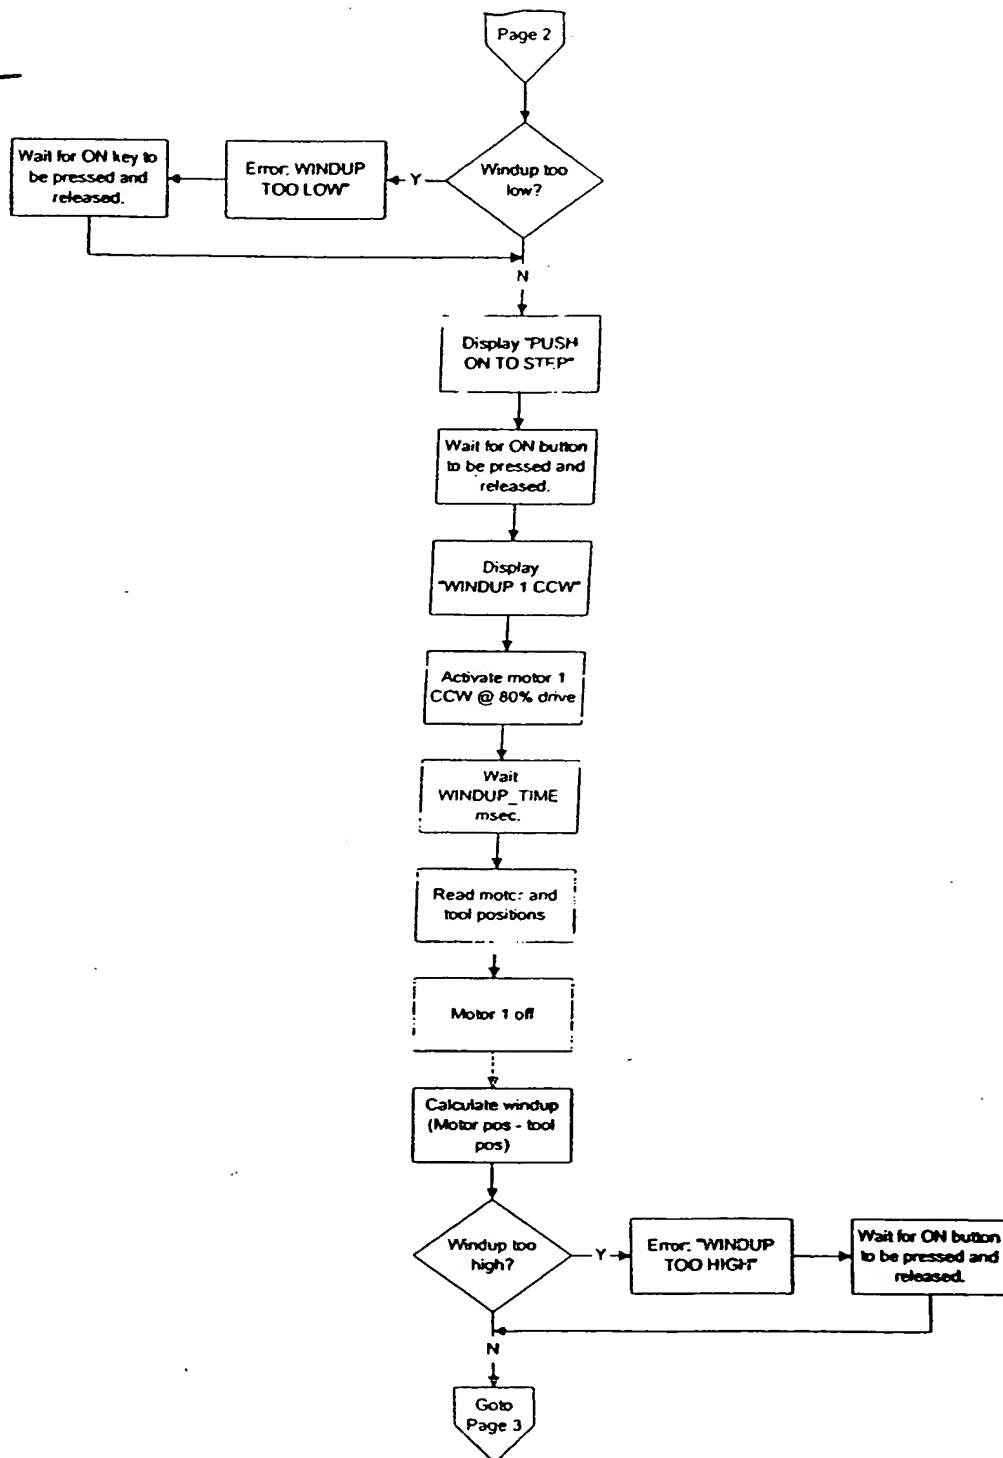 Page 2
Windup too
low?
Y
Error: WINDUP
TOO LOW"
Wait for ON key to
be pressed and
released.
N
Display "PUSH
ON TO STEP"
Wait for ON button
to be pressed and
released.
Display
"WINDUP 1 CCW"
Activate motor 1
CCW @ 80% drive
Wait
WINDUP_TIME
msec.
Read motor and
tool positions
Motor 1 off
Calculate windup
(Motor pos - tool
pos)
Windup too
high?
Y
Error: "WINDUP
TOO HIGH"
Wait for ON button
to be pressed and
released.
N
Goto
Page 3